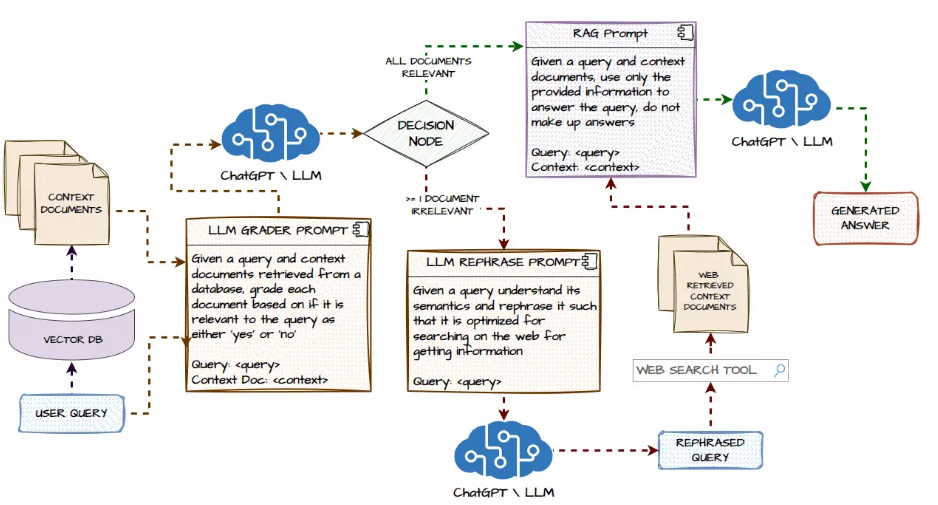 RAG Prompt
Given a query and context
documents, use only the
provided information to
answer the query, do not
make up answers
Query: <query>
Context: <context>
ALL DOCUMENTS
RELEVANT
DECISION
NODE
ChatGPT \ LLM
ChatGPT \ LLM
>= 1 DOCUMENT
IRRELEVANT
CONTEXT
DOCUMENTS
LLM GRADER PROMPT
Given a query and context
documents retrieved from a
database, grade each
document based on if it is
relevant to the query as
either 'yes' or 'no'
Query: <query>
Context Doc: <context>
VECTOR DB
USER QUERY
LLM REPHRASE PROMPT
Given a query understand its
semantics and rephrase it such
that it is optimized for
searching on the web for
getting information
Query: <query>
ChatGPT \ LLM
REPHRASED
QUERY
WEB SEARCH TOOL
WEB
RETRIEVED
CONTEXT
DOCUMENTS
GENERATED
ANSWER